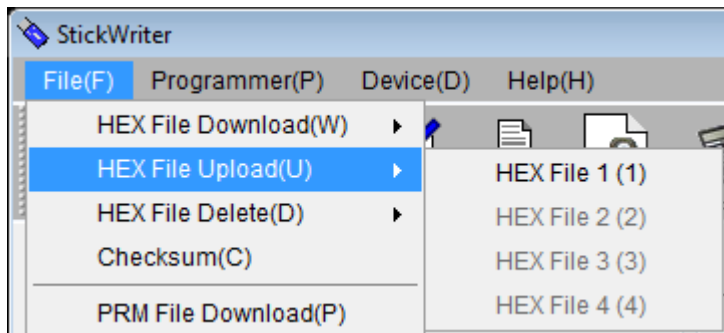 StickWriter
File(F) Programmer(P) Device(D) Help(H)
HEX File Download(W)
HEX File Upload(U)
HEX File Delete(D)
Checksum(C)
PRM File Download(P)
HEX File 1 (1)
HEX File 2 (2)
HEX File 3 (3)
HEX File 4 (4)